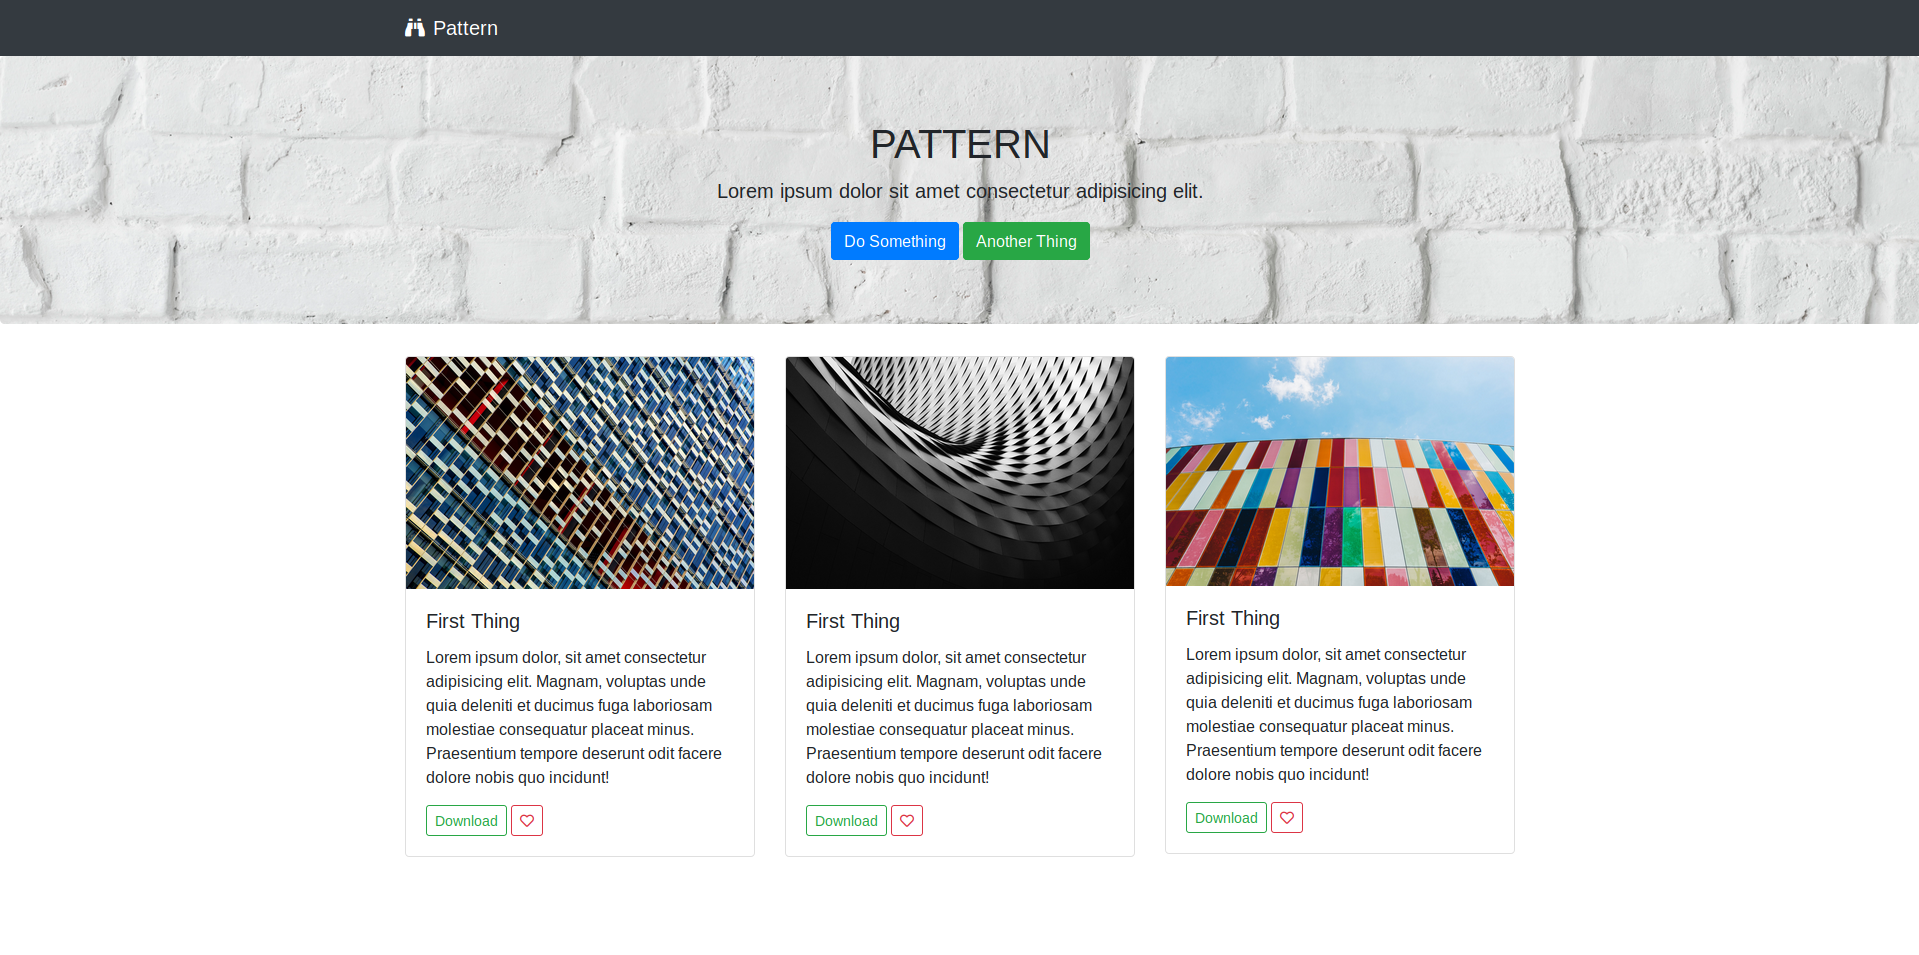 Pattern
PATTERN
Lorem ipsum dolor sit amet consectetur adipisicing elit.
Do Something Another Thing
First Thing
Lorem ipsum dolor, sit amet consectetur
adipisicing elit. Magnam, voluptas unde
quia deleniti et ducimus fuga laboriosam
molestiae consequatur placeat minus.
Praesentium tempore deserunt odit facere
dolore nobis quo incidunt!
Download
First Thing
Lorem ipsum dolor, sit amet consectetur
adipisicing elit. Magnam, voluptas unde
quia deleniti et ducimus fuga laboriosam
molestiae consequatur placeat minus.
Praesentium tempore deserunt odit facere
dolore nobis quo incidunt!
Download
First Thing
Lorem ipsum dolor, sit amet consectetur
adipisicing elit. Magnam, voluptas unde
quia deleniti et ducimus fuga laboriosam
molestiae consequatur placeat minus.
Praesentium tempore deserunt odit facere
dolore nobis quo incidunt!
Download